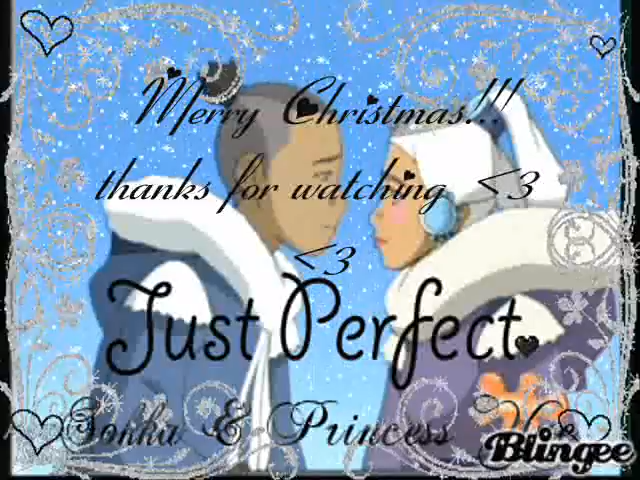 Merry Christmas!!!
thanks for watching <3
<3
Just Perfect
Sokka & Princess
Blingee